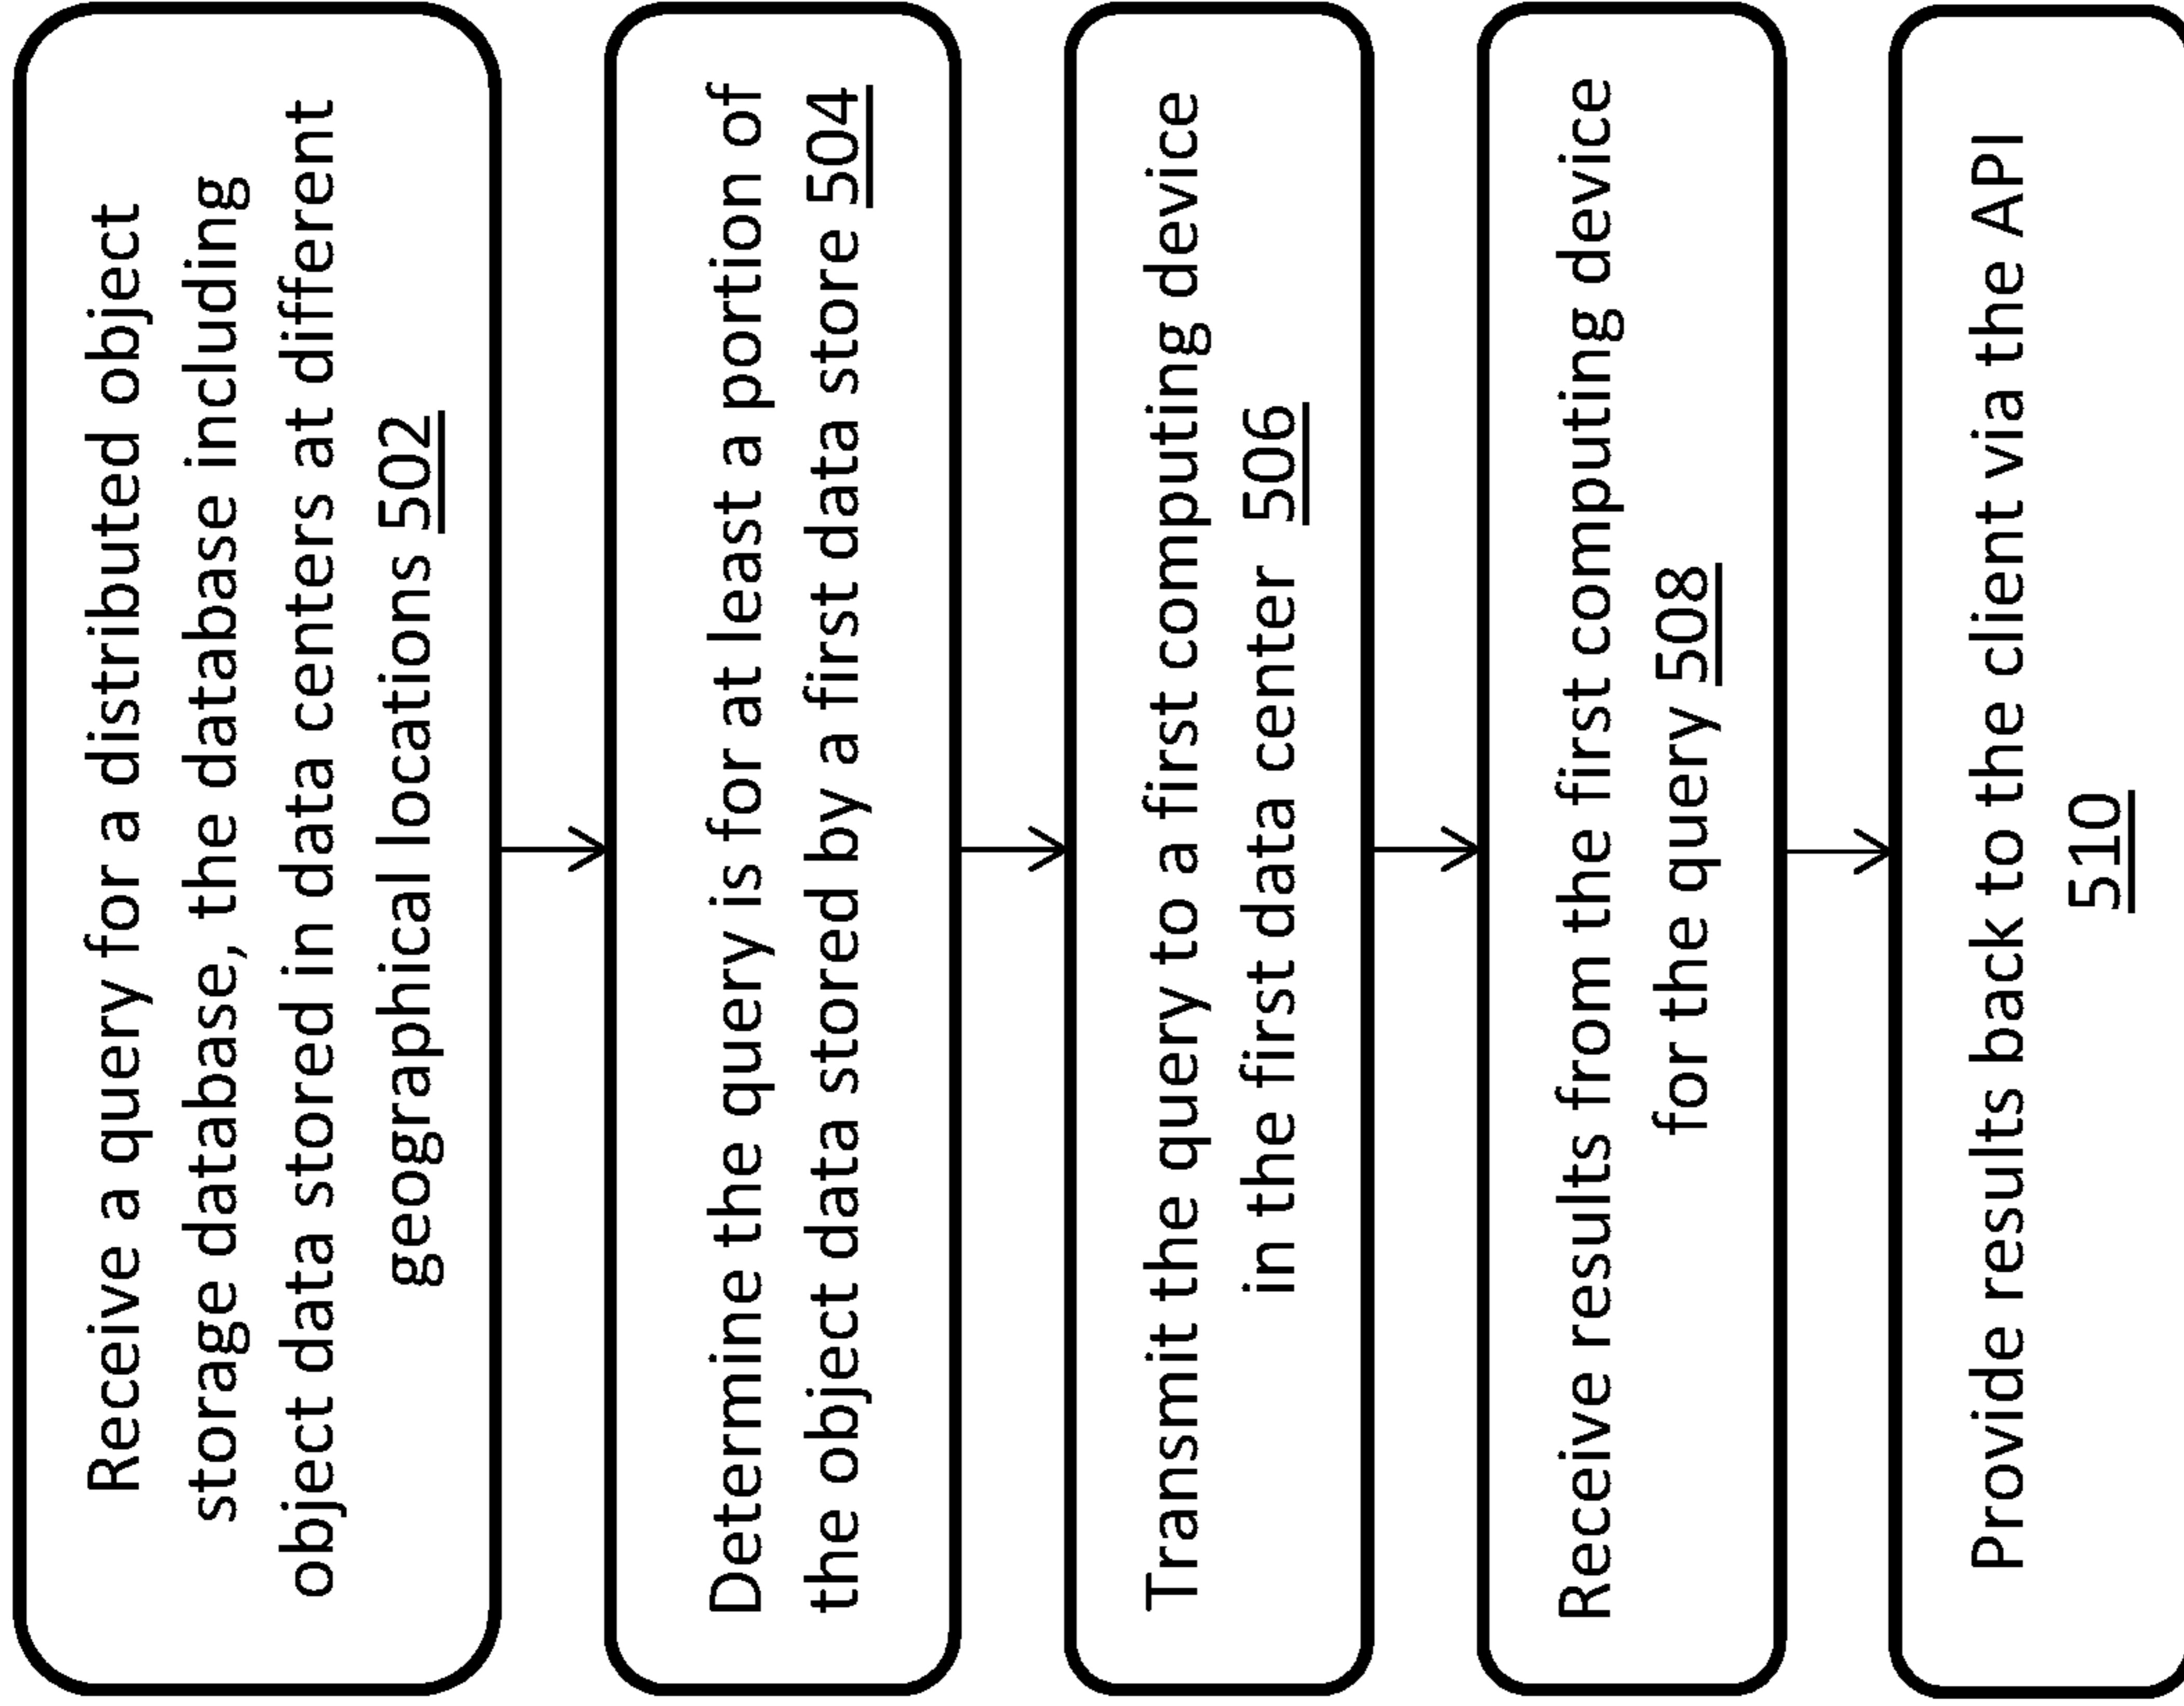 Receive a query for a distributed object
storage database, the database including
object data stored in data centers at different
geographical locations 502
Determine the query is for at least a portion of
the object data stored by a first data store 504
Transmit the query to a first computing device
in the first data center 506
Receive results from the first computing device
for the query 508
Provide results back to the client via the API
510